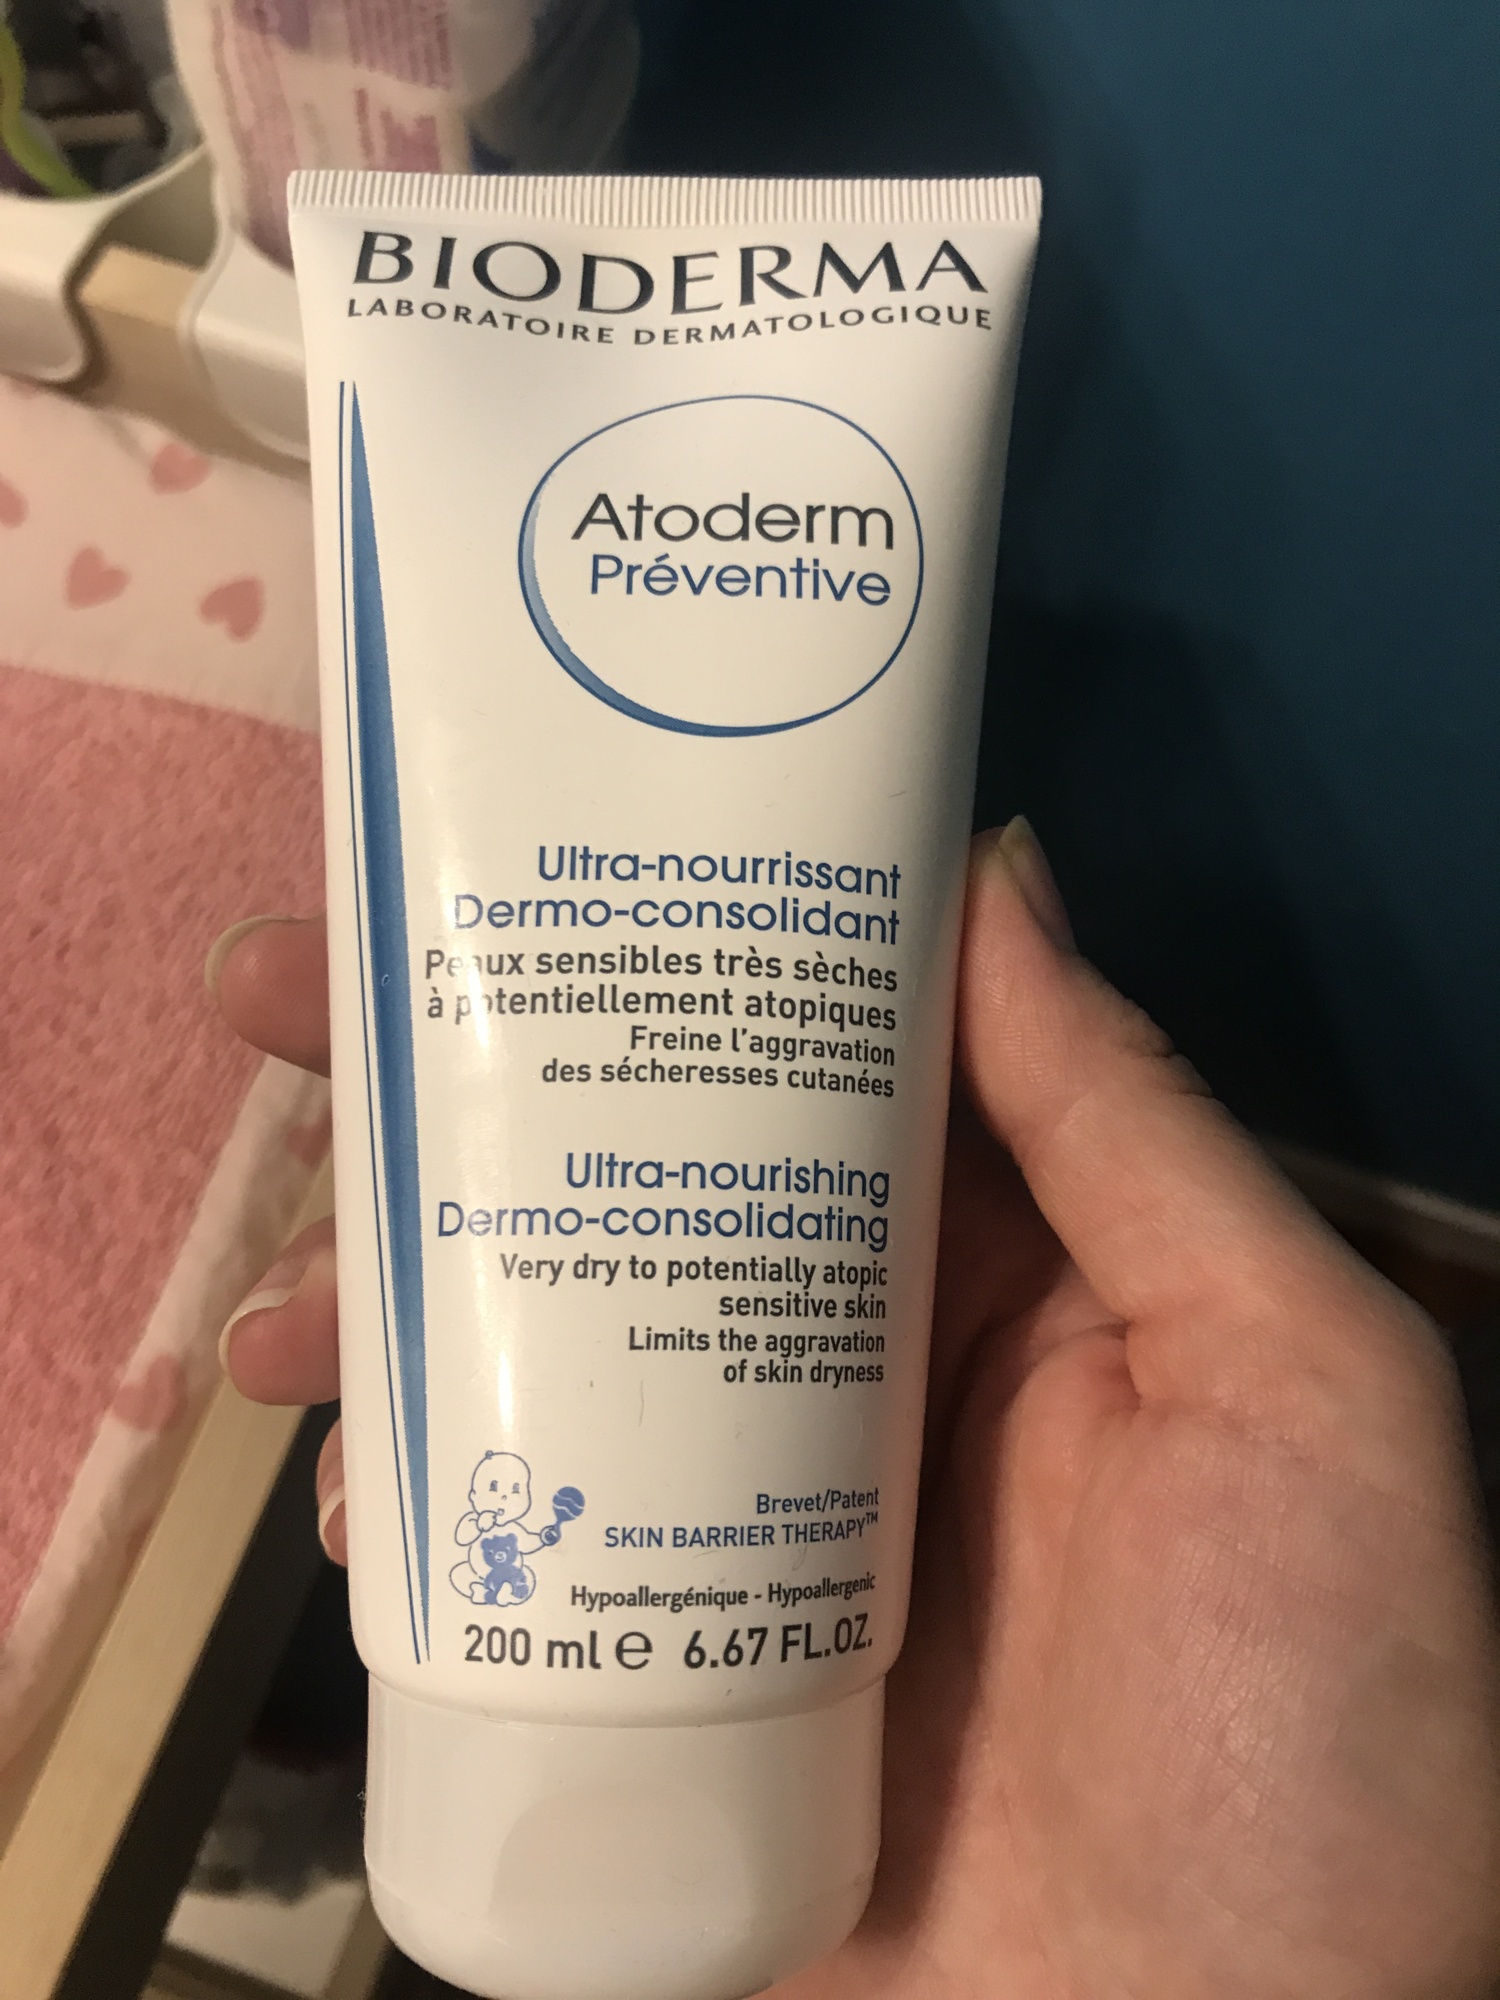 BIODERMA
LABORATOIRE DERMATOLOGIQUE
Atoderm
Préventive
Ultra-nourrissant
Dermo-consolidant
Peaux sensibles très sèches
à potentiellement atopiques
Freine l'aggravation
des sécheresses cutanées
Ultra-nourishing
Dermo-consolidating
Very dry to potentially atopic
sensitive skin
Limits the aggravation
of skin dryness
Brevet/Patent
SKIN BARRIER THERAPY™
Hypoallergénique - Hypoallergenic
200 ml e 6.67 FL.OZ.